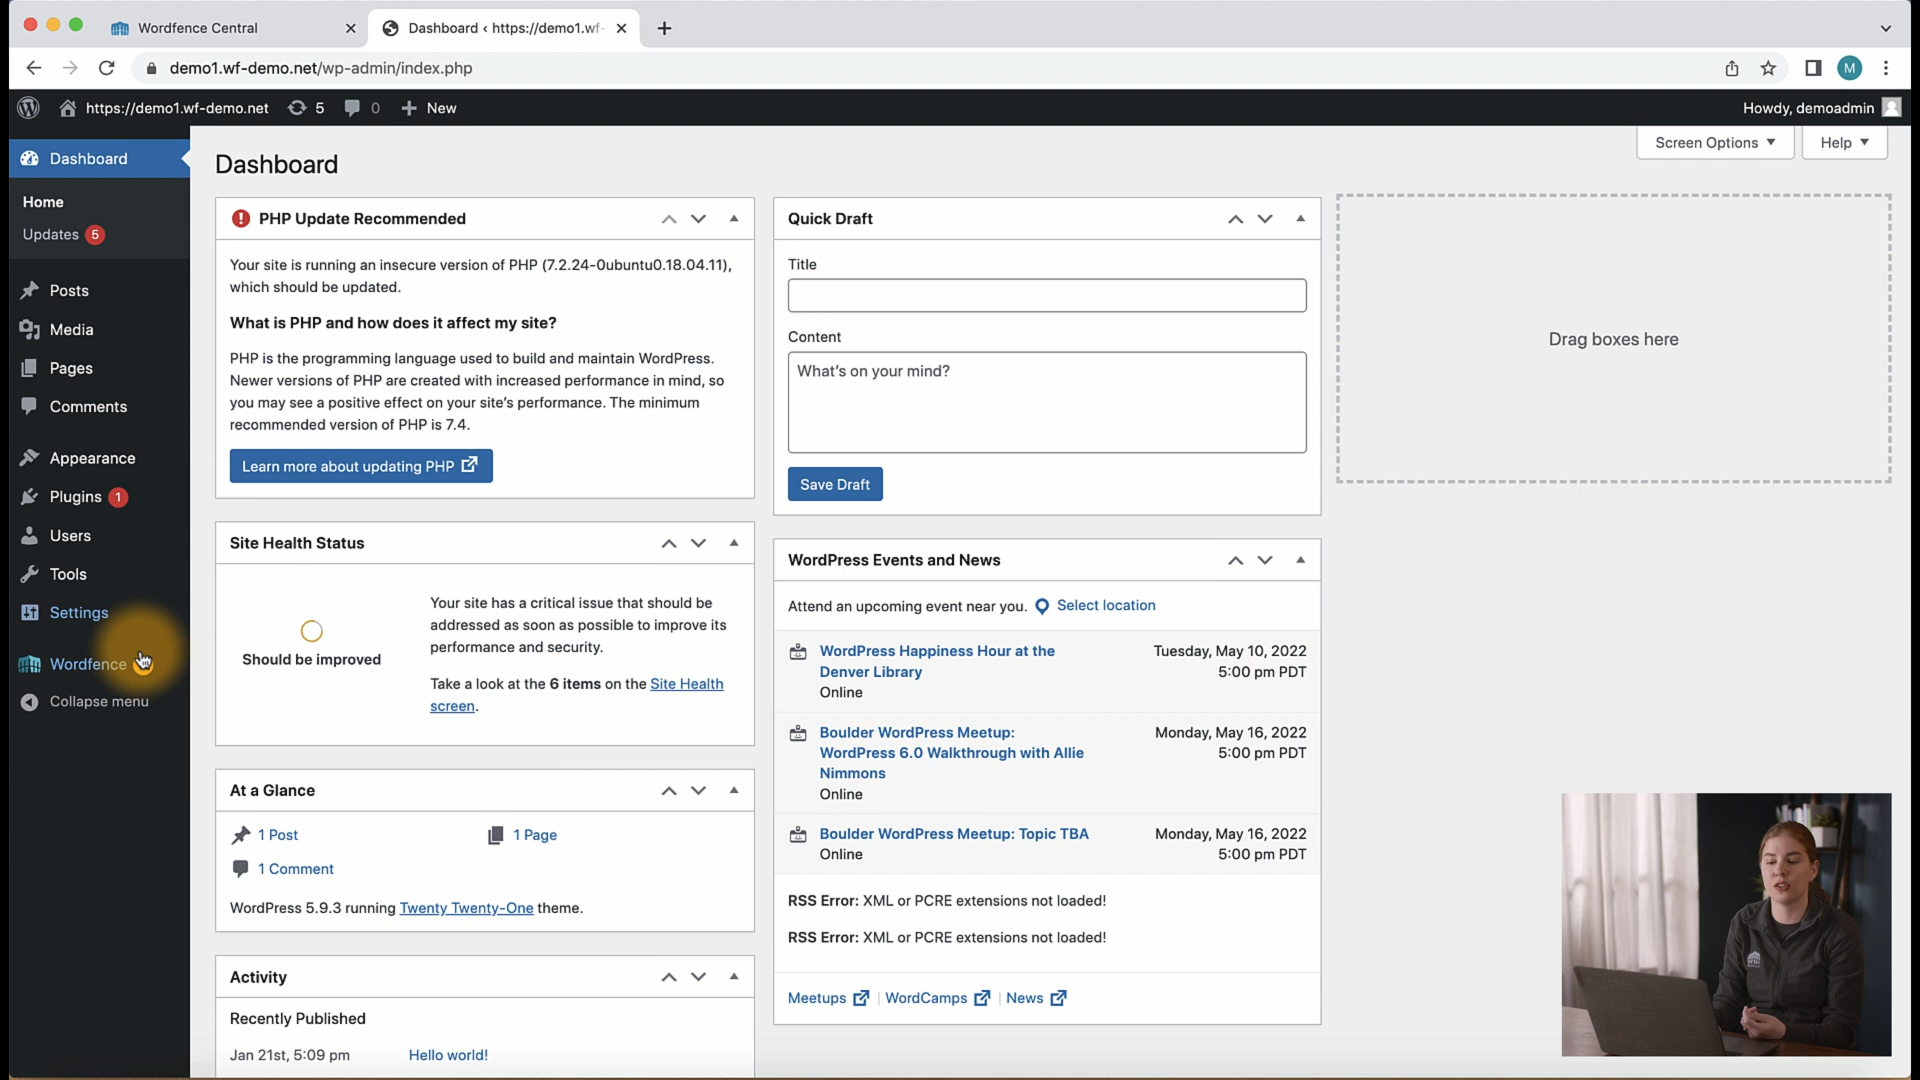 Wordfence Central
Dashboard ‹ https://demo1.wf-
demo1.wf-demo.net/wp-admin/index.php
M
https://demo1.wf-demo.net
5
0
New
Howdy, demoadmin
Dashboard
Home
Updates 5
Posts
Media
Pages
Comments
Appearance
Plugins 1
Users
Tools
Settings
Wordfence
Collapse menu
Dashboard
Screen Options
Help
PHP Update Recommended
Your site is running an insecure version of PHP (7.2.24-0ubuntu0.18.04.11),
which should be updated.
What is PHP and how does it affect my site?
PHP is the programming language used to build and maintain WordPress.
Newer versions of PHP are created with increased performance in mind, so
you may see a positive effect on your site's performance. The minimum
recommended version of PHP is 7.4.
Learn more about updating PHP
Site Health Status
Should be improved
Your site has a critical issue that should be
addressed as soon as possible to improve its
performance and security.
Take a look at the 6 items on the Site Health
screen.
At a Glance
1 Post
1 Page
1 Comment
WordPress 5.9.3 running Twenty Twenty-One theme.
Activity
Recently Published
Jan 21st, 5:09 pm
Hello world!
Quick Draft
Title
Content
What's on your mind?
Save Draft
WordPress Events and News
Attend an upcoming event near you. Select location
WordPress Happiness Hour at the
Denver Library
Online
Tuesday, May 10, 2022
5:00 pm PDT
Boulder WordPress Meetup:
WordPress 6.0 Walkthrough with Allie
Nimmons
Online
Monday, May 16, 2022
5:00 pm PDT
Boulder WordPress Meetup: Topic TBA
Online
Monday, May 16, 2022
5:00 pm PDT
RSS Error: XML or PCRE extensions not loaded!
RSS Error: XML or PCRE extensions not loaded!
Meetups | WordCamps | News
Drag boxes here